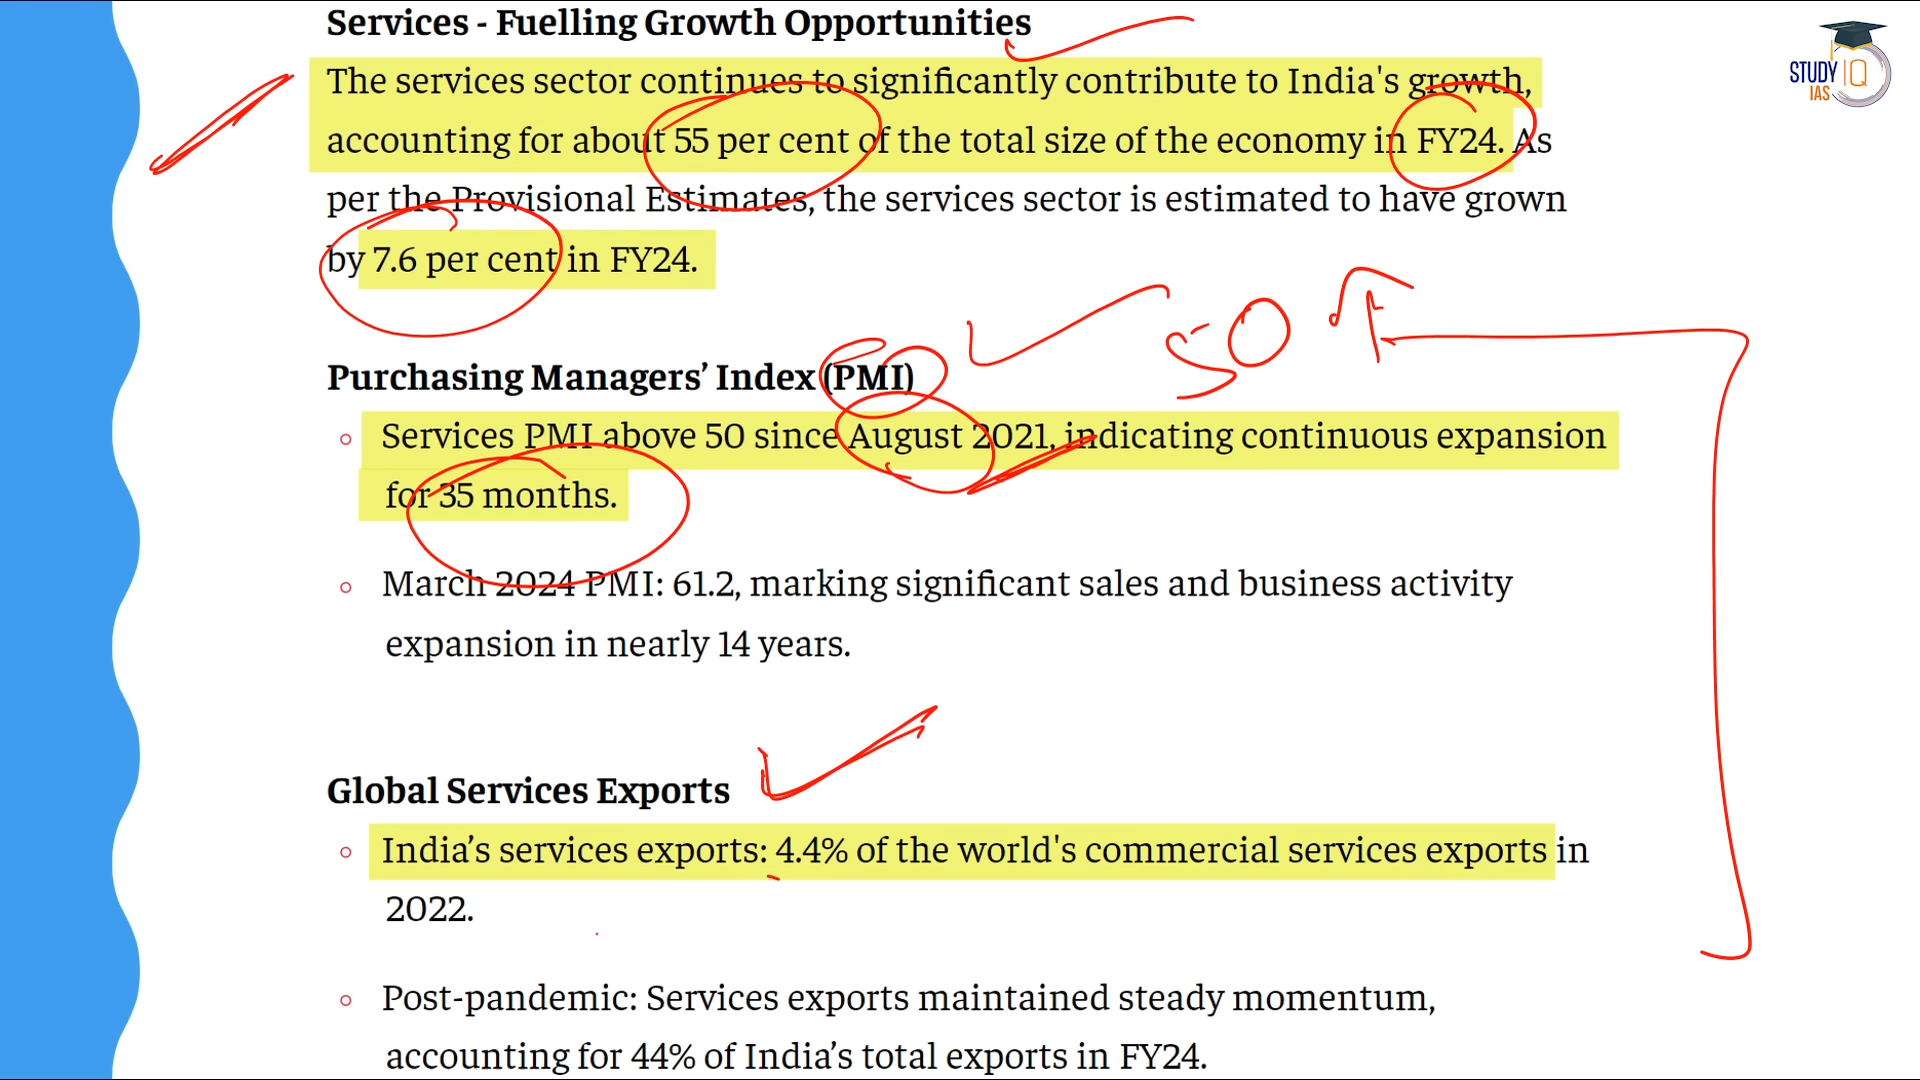 Services - Fuelling Growth Opportunities
STUDY IQ
IAS
The services sector continues to significantly contribute to India's growth,
accounting for about 55 per cent of the total size of the economy in FY24. As
per the Provisional Estimates, the services sector is estimated to have grown
by 7.6 per cent in FY24.
50 ↑
Purchasing Managers’ Index (PMI)
Services PMI above 50 since August 2021, indicating continuous expansion
for 35 months.
March 2024 PMI: 61.2, marking significant sales and business activity
expansion in nearly 14 years.
Global Services Exports
India’s services exports: 4.4% of the world's commercial services exports in
2022.
Post-pandemic: Services exports maintained steady momentum,
accounting for 44% of India’s total exports in FY24.